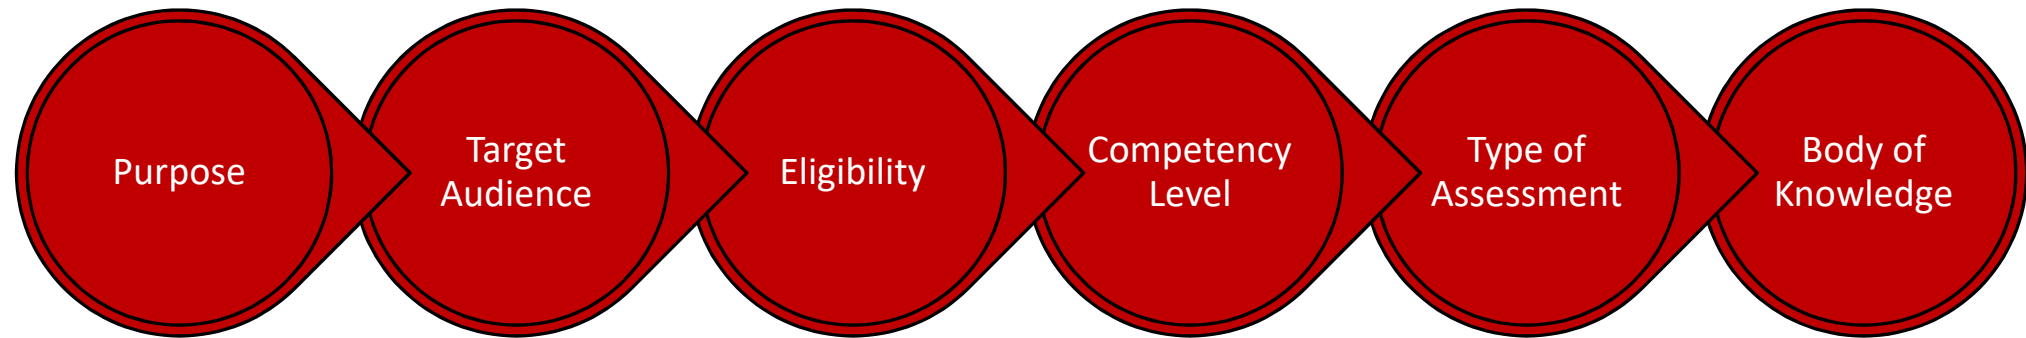 Purpose
Target
Audience
Eligibility
Competency
Level
Type of
Assessment
Body of
Knowledge